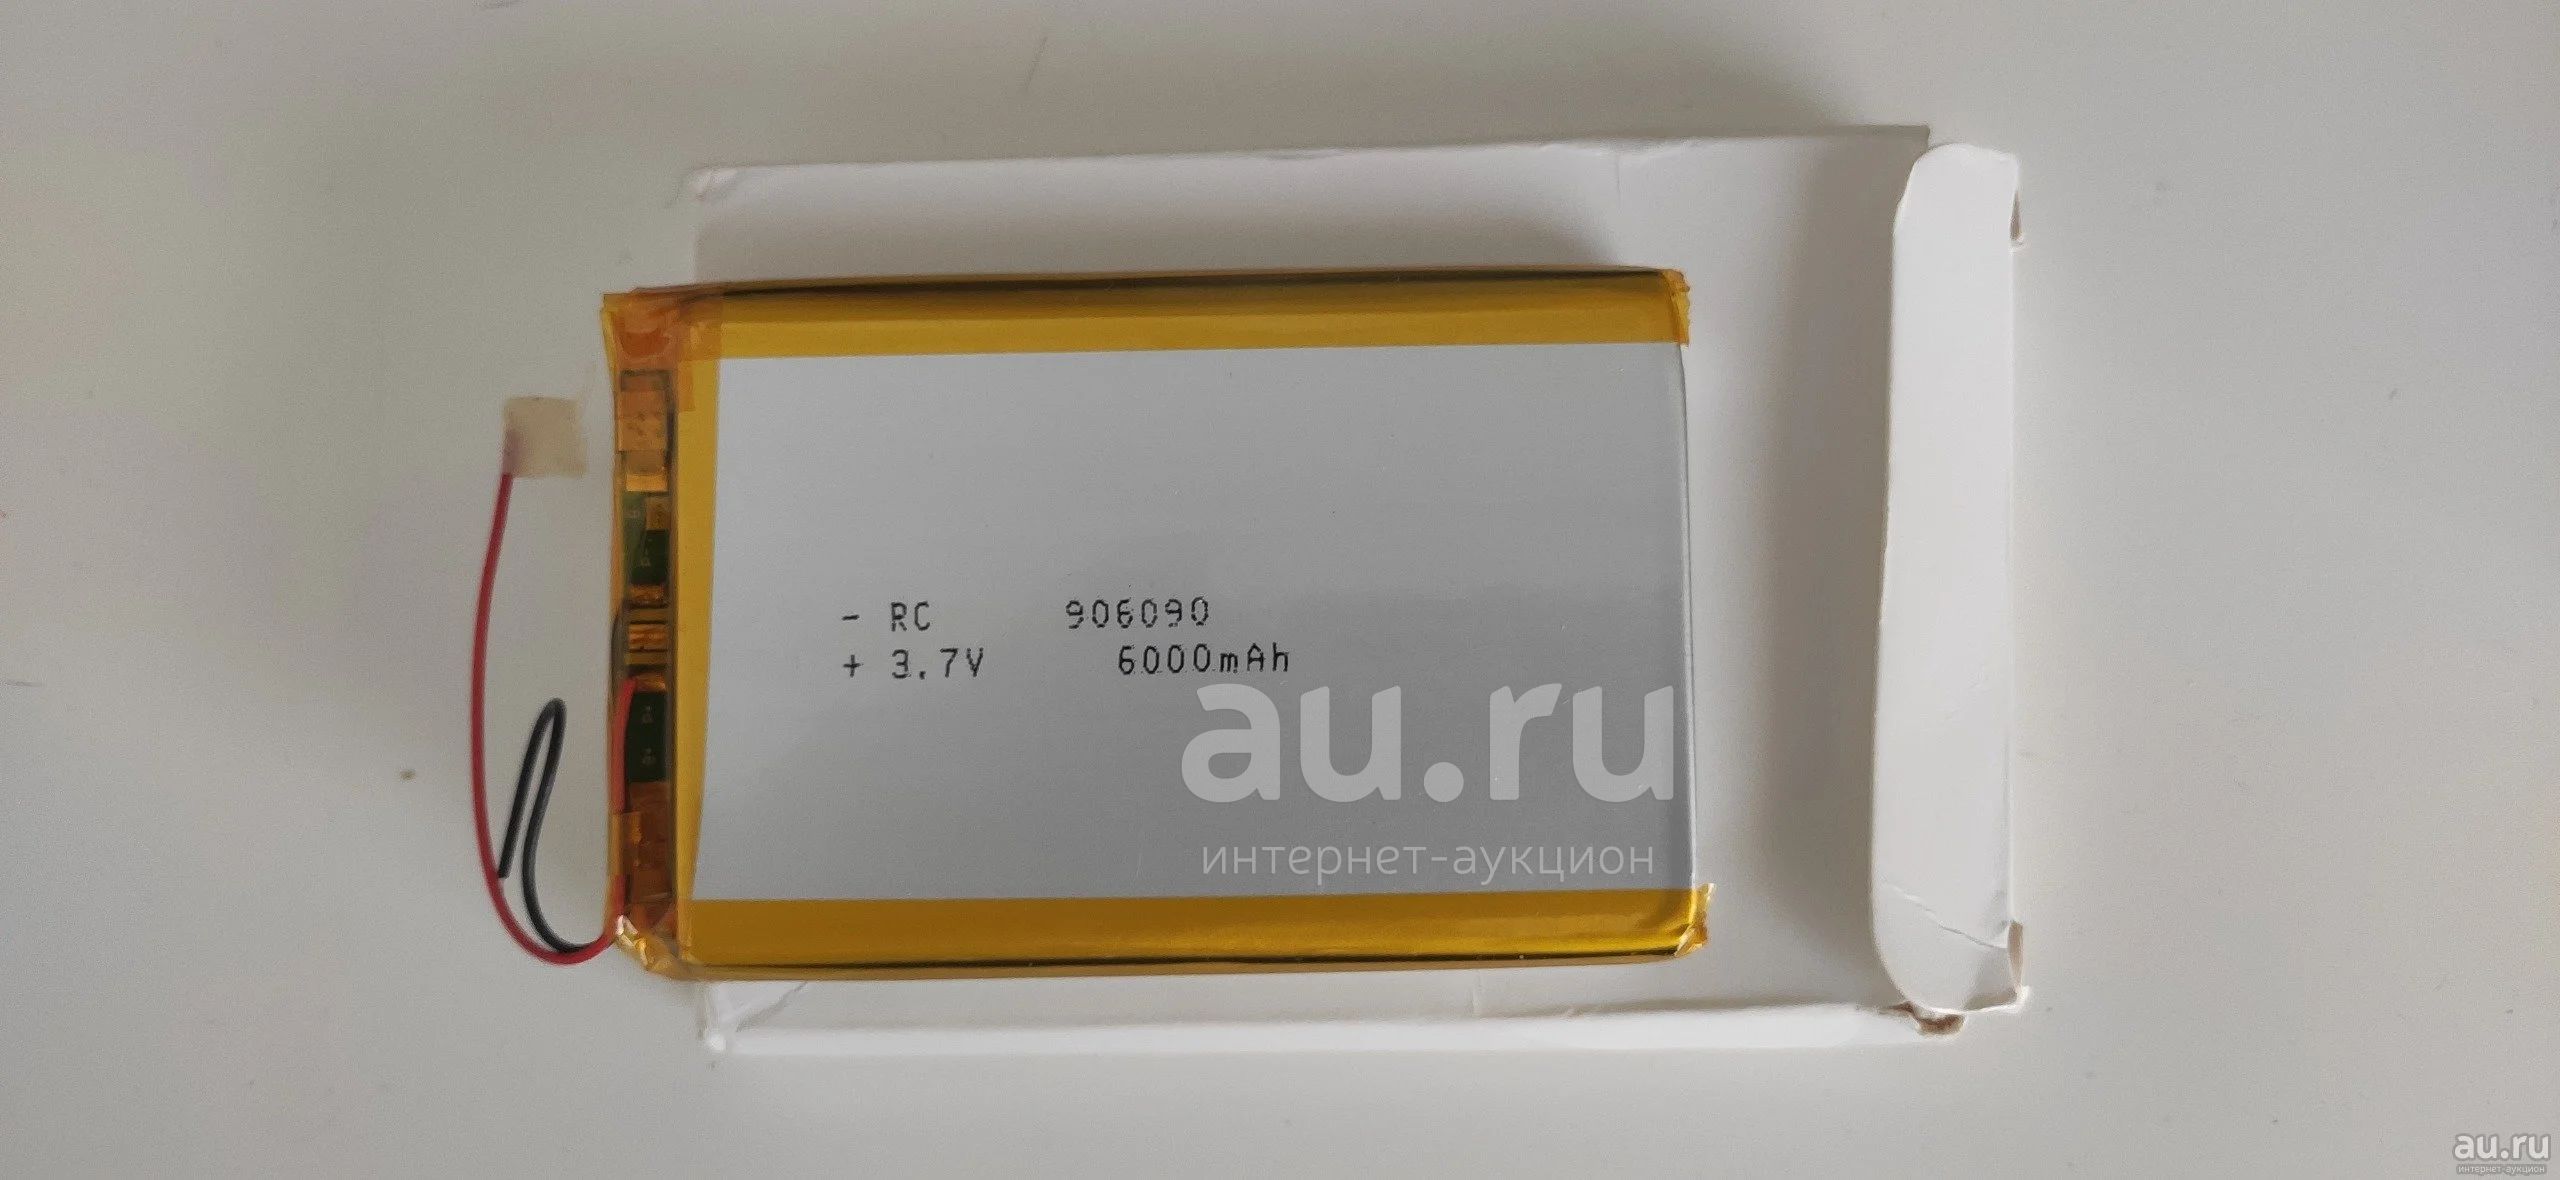 - RC 906090
+ 3.7V 6000mAh
au.ru
интернет-аукцион
au.ru
интернет-аукцион